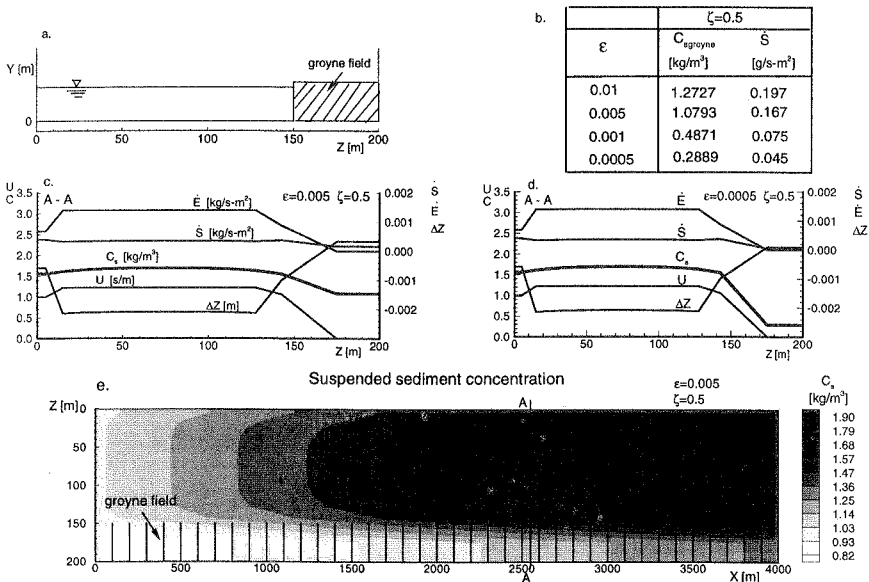 a.
groyne field
Y [m]
0
0 50 100 150 200
Z [m]
b.
ζ=0.5
ε C_sgroyne Ṡ
[kg/m³] [g/s-m²]
0.01 1.2727 0.197
0.005 1.0793 0.167
0.001 0.4871 0.075
0.0005 0.2889 0.045
c.
U
C
A - A
Ė [kg/s-m²]
ε=0.005 ζ=0.5
Ṡ [kg/s-m²]
C_s [kg/m³]
U [s/m]
ΔZ [m]
3.5
3.0
2.5
2.0
1.5
1.0
0.5
0.0
0 50 100 150 200
Z [m]
0.002
0.001
0.000
-0.001
-0.002
Ṡ
Ė
ΔZ
d.
U
C
A - A
Ė
ε=0.0005 ζ=0.5
Ṡ
C_s
U
ΔZ
3.5
3.0
2.5
2.0
1.5
1.0
0.5
0.0
0 50 100 150 200
Z [m]
0.002
0.001
0.000
-0.001
-0.002
Ṡ
Ė
ΔZ
e.
Suspended sediment concentration
ε=0.005
ζ=0.5
Z [m]
0
50
100
150
200
A
groyne field
0 500 1000 1500 2000 2500 3000 3500 4000
A
X [m]
C_s
[kg/m³]
1.90
1.79
1.68
1.57
1.47
1.36
1.25
1.14
1.03
0.93
0.82